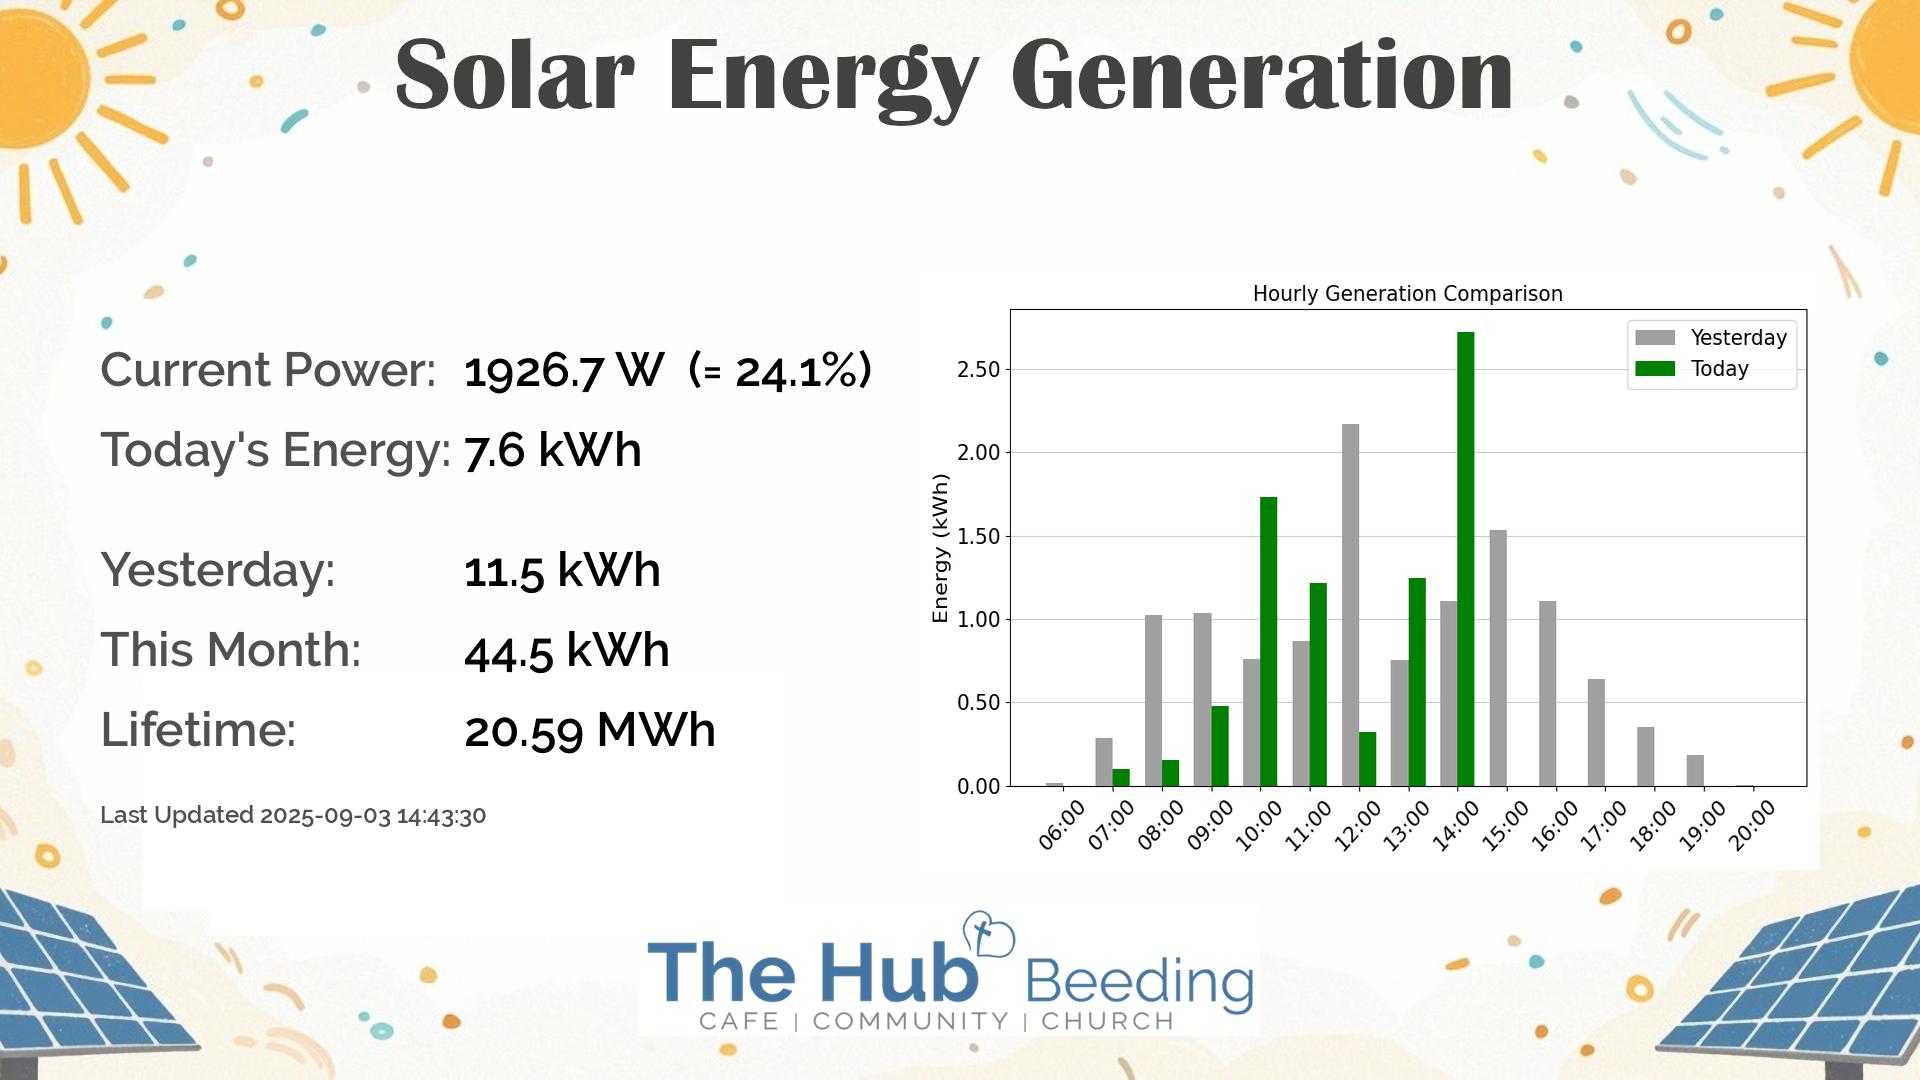 Solar Energy Generation
Current Power: 1926.7 W (= 24.1%)
Today's Energy: 7.6 kWh
Yesterday: 11.5 kWh
This Month: 44.5 kWh
Lifetime: 20.59 MWh
Last Updated 2025-09-03 14:43:30
Hourly Generation Comparison
Yesterday
Today
Energy (kWh)
2.50
2.00
1.50
1.00
0.50
0.00
06:00 07:00 08:00 09:00 10:00 11:00 12:00 13:00 14:00 15:00 16:00 17:00 18:00 19:00 20:00
The Hub Beeding
CAFE | COMMUNITY | CHURCH